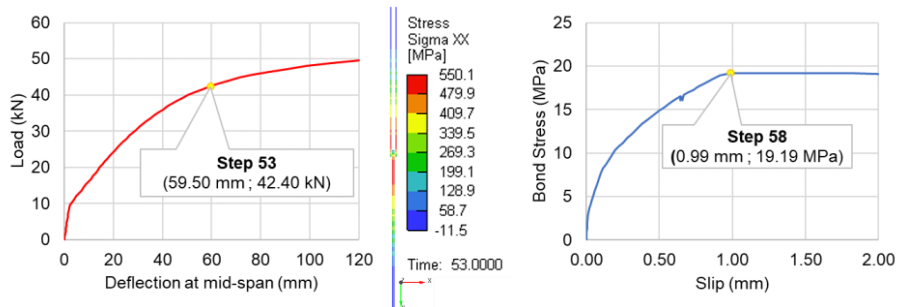 60
50
40
30
20
10
0
Load (kN)
Step 53
(59.50 mm ; 42.40 kN)
0 20 40 60 80 100 120
Deflection at mid-span (mm)
Stress
Sigma XX
[MPa]
550.1
479.9
409.7
339.5
269.3
199.1
128.9
58.7
-11.5
Time: 53.0000
x
25
20
15
10
5
0
Bond Stress (MPa)
Step 58
(0.99 mm ; 19.19 MPa)
0.00 0.50 1.00 1.50 2.00
Slip (mm)